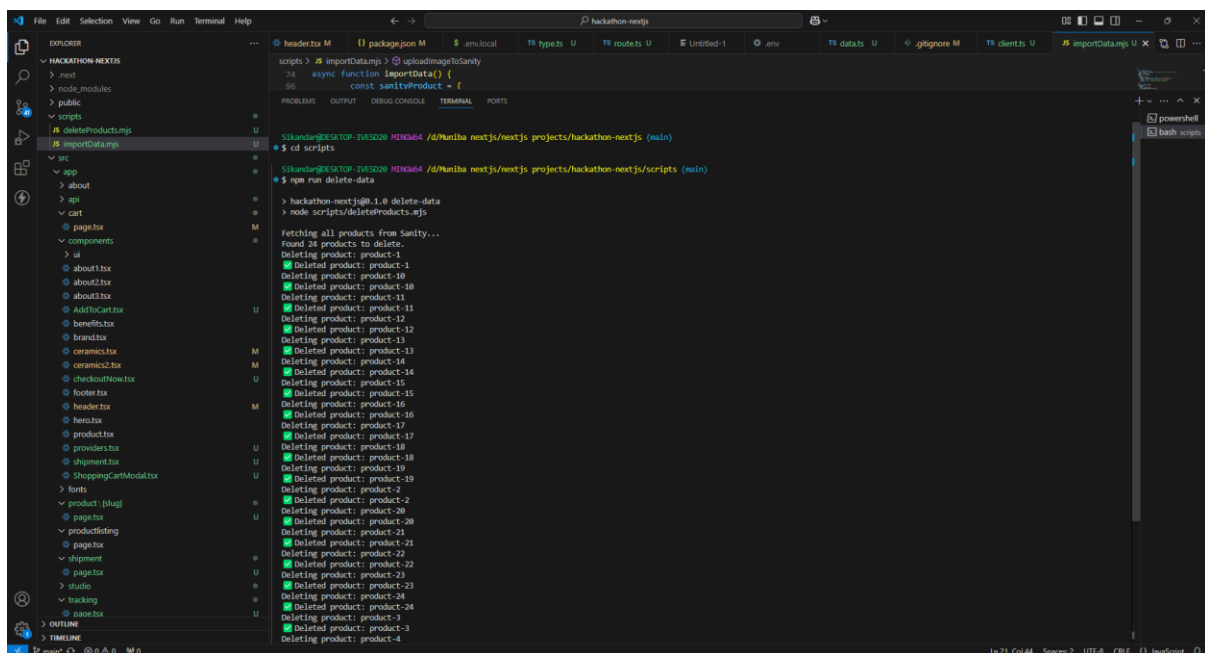 File Edit Selection View Go Run Terminal Help
hackathon-nextjs
EXPLORER
HACKATHON-NEXTJS
.next
node_modules
public
scripts
JS deleteProducts.mjs U
JS importData.mjs U
src
app
about
api
cart
page.tsx M
components
ui
about1.tsx
about2.tsx
about3.tsx
AddToCart.tsx U
benefits.tsx
brand.tsx
ceramics.tsx M
ceramics2.tsx M
checkoutNow.tsx U
footer.tsx
header.tsx M
hero.tsx
product.tsx
providers.tsx U
shipment.tsx U
ShoppingCartModal.tsx U
fonts
product \ [slug]
page.tsx U
productlisting
page.tsx
shipment
page.tsx U
studio
tracking
page.tsx U
OUTLINE
TIMELINE
header.tsx M {} package.json M $ .env.local TS type.ts U TS route.ts U Untitled-1 .env TS data.ts U .gitignore M TS client.ts U JS importData.mjs U
scripts > JS importData.mjs > uploadImageToSanity
74 async function importData() {
96 const sanityProduct = {
PROBLEMS OUTPUT DEBUG CONSOLE TERMINAL PORTS
powershell
bash scripts
Sikandar@DESKTOP-IVESD20 MINGW64 /d/Muniba nextjs/nextjs projects/hackathon-nextjs (main)
$ cd scripts
Sikandar@DESKTOP-IVESD20 MINGW64 /d/Muniba nextjs/nextjs projects/hackathon-nextjs/scripts (main)
$ npm run delete-data
> hackathon-nextjs@0.1.0 delete-data
> node scripts/deleteProducts.mjs
Fetching all products from Sanity...
Found 24 products to delete.
Deleting product: product-1
✅ Deleted product: product-1
Deleting product: product-10
✅ Deleted product: product-10
Deleting product: product-11
✅ Deleted product: product-11
Deleting product: product-12
✅ Deleted product: product-12
Deleting product: product-13
✅ Deleted product: product-13
Deleting product: product-14
✅ Deleted product: product-14
Deleting product: product-15
✅ Deleted product: product-15
Deleting product: product-16
✅ Deleted product: product-16
Deleting product: product-17
✅ Deleted product: product-17
Deleting product: product-18
✅ Deleted product: product-18
Deleting product: product-19
✅ Deleted product: product-19
Deleting product: product-2
✅ Deleted product: product-2
Deleting product: product-20
✅ Deleted product: product-20
Deleting product: product-21
✅ Deleted product: product-21
Deleting product: product-22
✅ Deleted product: product-22
Deleting product: product-23
✅ Deleted product: product-23
Deleting product: product-24
✅ Deleted product: product-24
Deleting product: product-3
✅ Deleted product: product-3
Deleting product: product-4
main* 0 0 0 Ln 21, Col 44 Spaces: 2 UTF-8 CRLF {} JavaScript